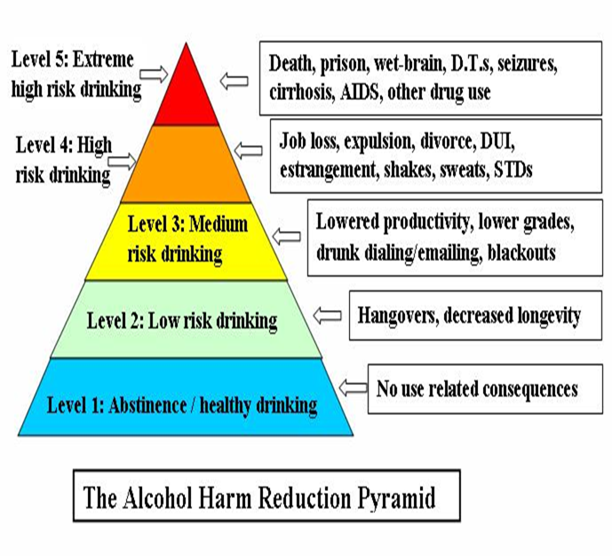 Level 5: Extreme
high risk drinking
Death, prison, wet-brain, D.T.s, seizures,
cirrhosis, AIDS, other drug use
Level 4: High
risk drinking
Job loss, expulsion, divorce, DUI,
estrangement, shakes, sweats, STDs
Level 3: Medium
risk drinking
Lowered productivity, lower grades,
drunk dialing/emailing, blackouts
Level 2: Low risk drinking
Hangovers, decreased longevity
Level 1: Abstinence / healthy drinking
No use related consequences
The Alcohol Harm Reduction Pyramid